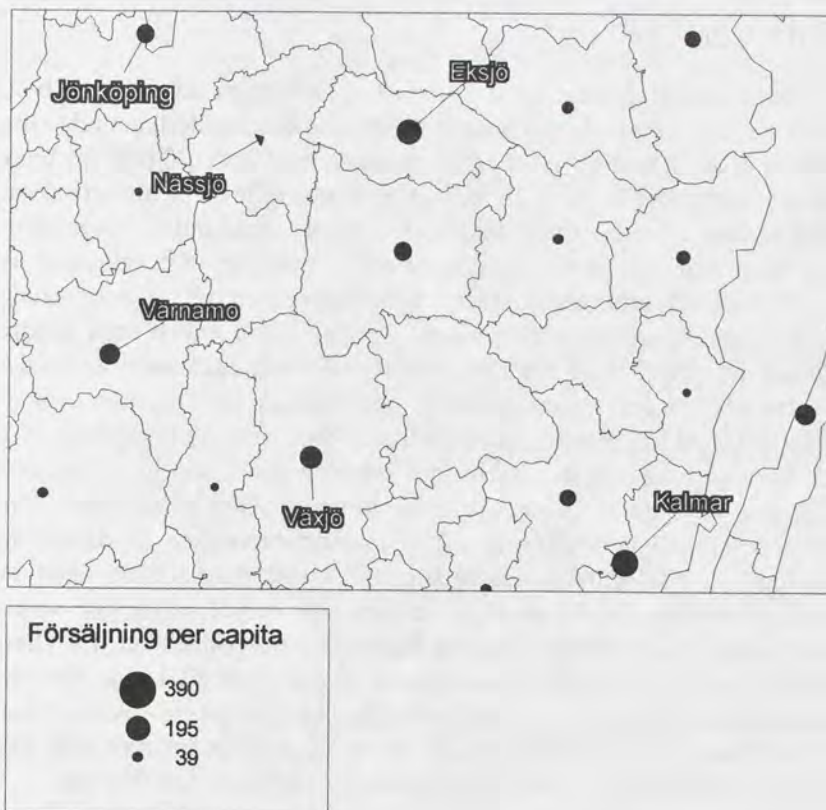 Jönköping
Eksjö
Nässjö
Värnamo
Växjö
Kalmar
Försäljning per capita
390
195
39